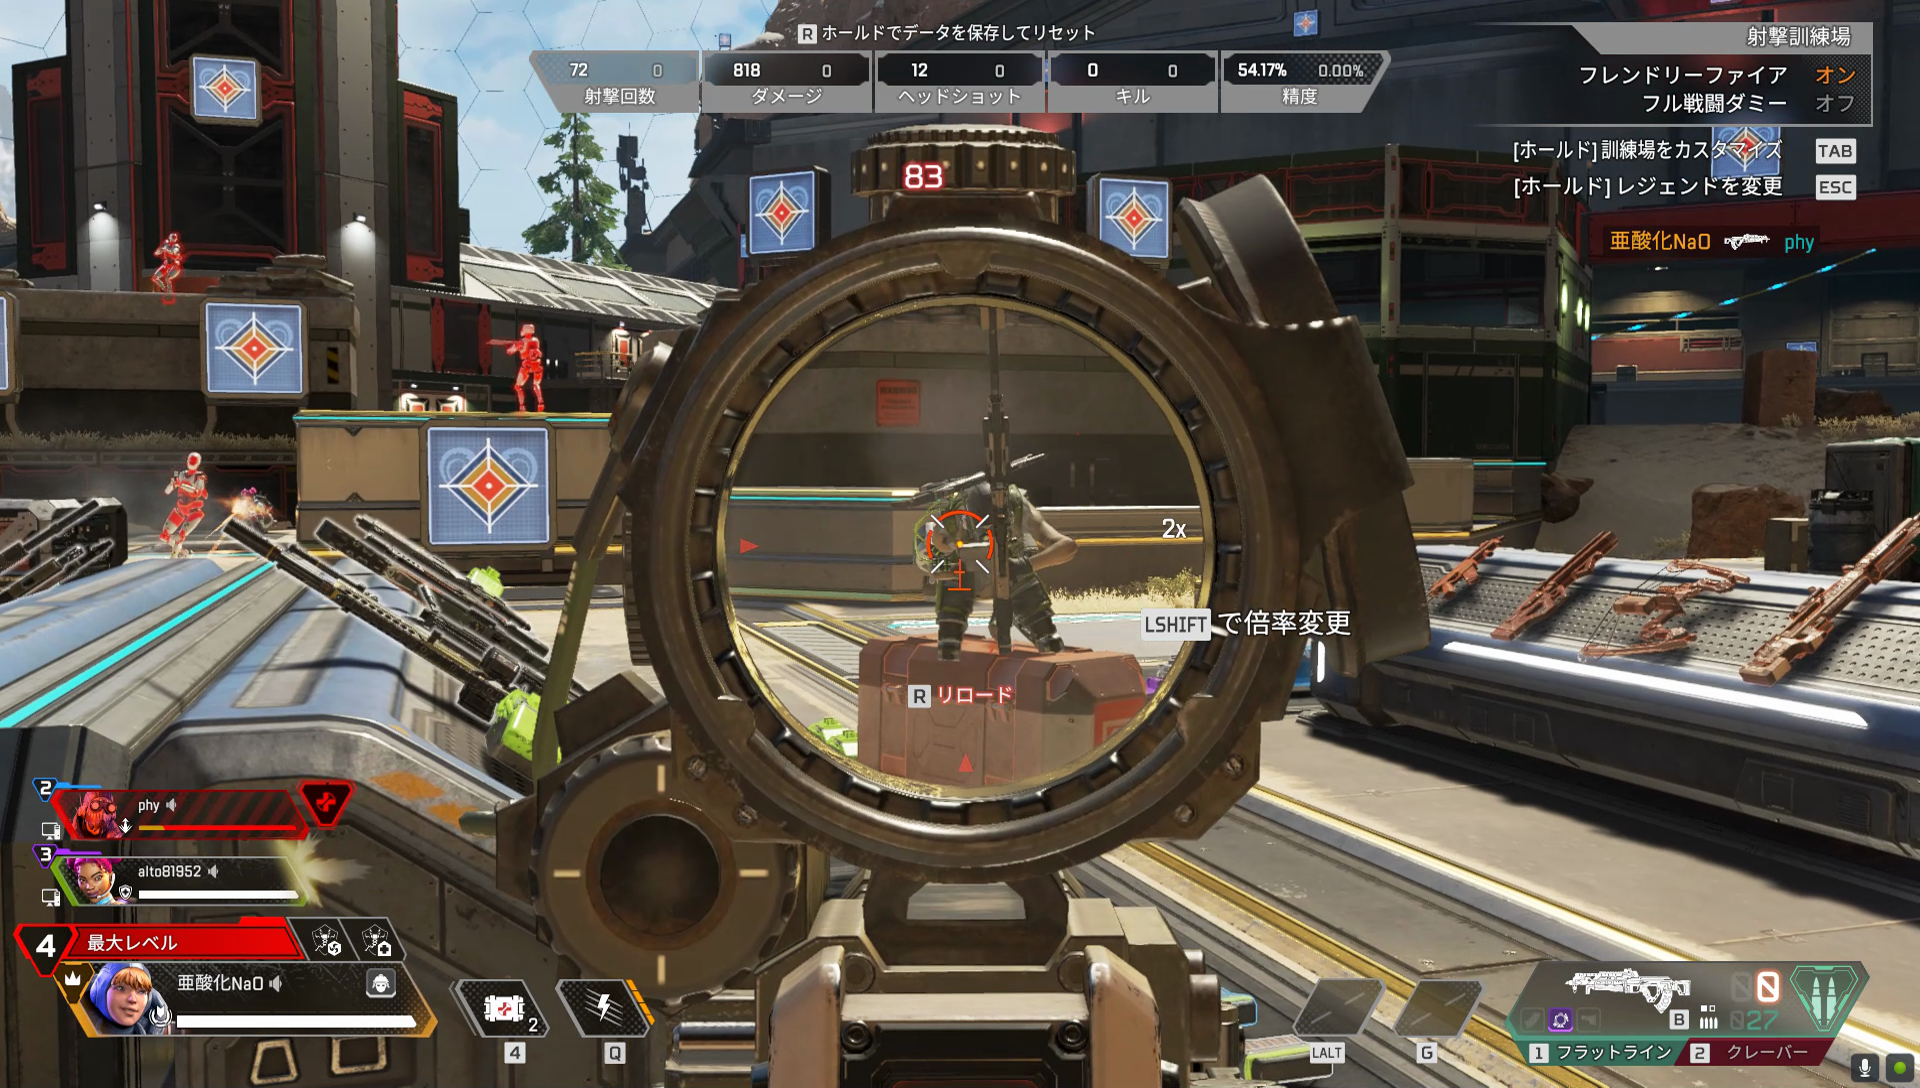 R ホールドでデータを保存してリセット
72 0 818 0 12 0 0 0 54.17% 0.00%
射撃回数 ダメージ ヘッドショット キル 精度
射撃訓練場
フレンドリーファイア オン
フル戦闘ダミー オフ
[ホールド]訓練場をカスタマイズ TAB
[ホールド]レジェンドを変更 ESC
亜酸化NaO phy
83
WARNING
2x
LSHIFT で倍率変更
R リロード
2 phy
3 alto81952
4 最大レベル
亜酸化NaO
2
4 Q
LALT G
0
B 027
1 フラットライン 2 クレーバー